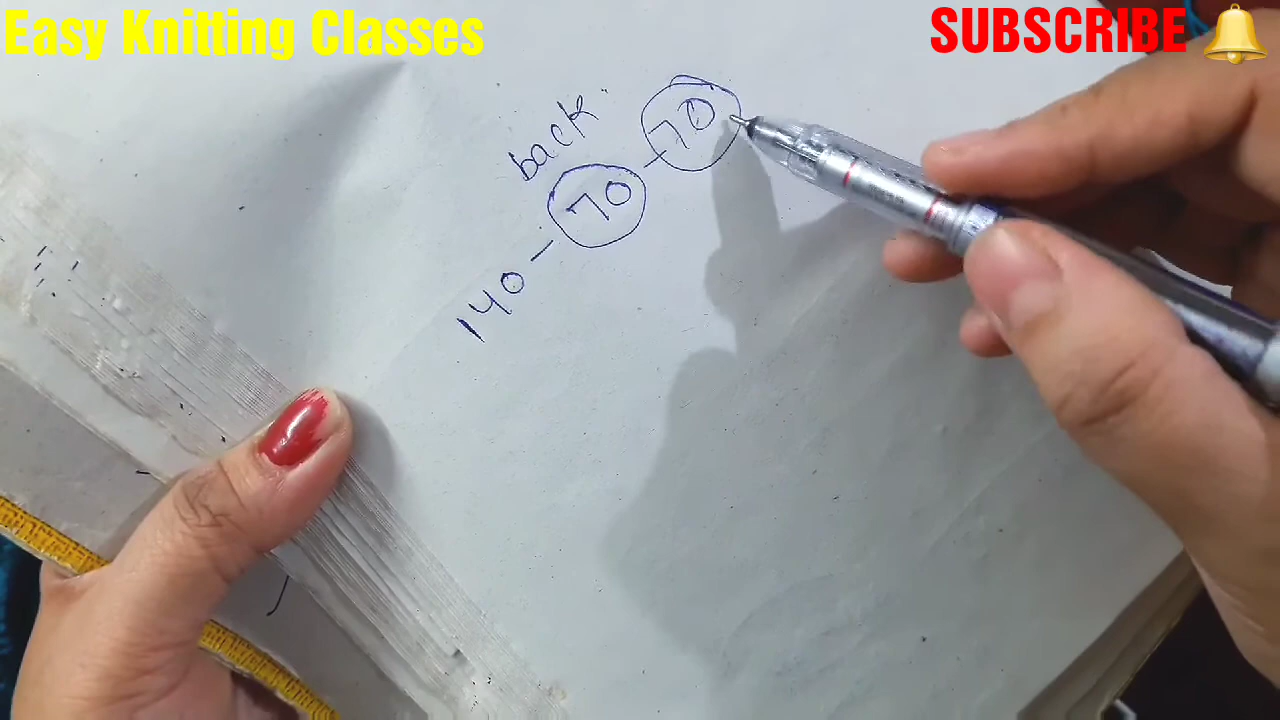 Easy Knitting Classes
SUBSCRIBE 🔔
back
140 - 70 - 70